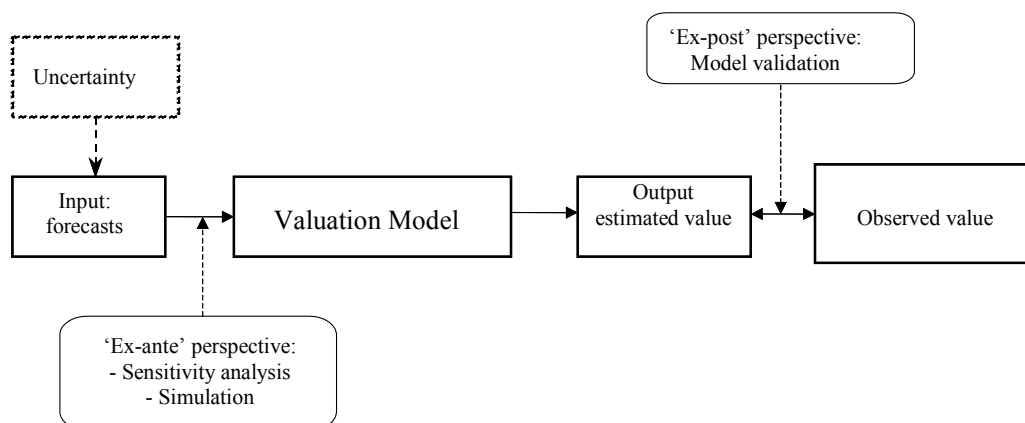 ‘Ex-post’ perspective:
Model validation
Uncertainty
Input:
forecasts
Valuation Model
Output
estimated value
Observed value
‘Ex-ante’ perspective:
- Sensitivity analysis
- Simulation